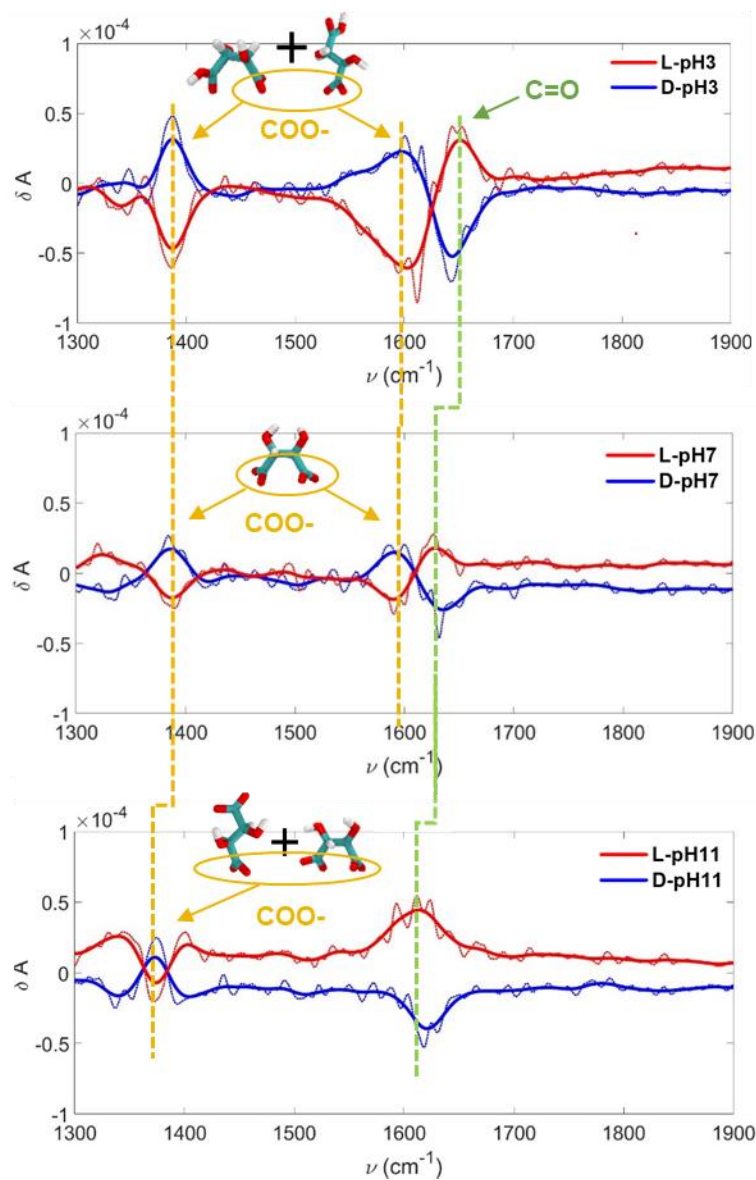 ×10⁻⁴
1
0.5
0
-0.5
-1
δ A
+
COO-
C=O
L-pH3
D-pH3
1300 1400 1500 1600 1700 1800 1900
ν (cm⁻¹)
×10⁻⁴
1
0.5
0
-0.5
-1
δ A
COO-
L-pH7
D-pH7
1300 1400 1500 1600 1700 1800 1900
ν (cm⁻¹)
×10⁻⁴
1
0.5
0
-0.5
-1
δ A
+
COO-
L-pH11
D-pH11
1300 1400 1500 1600 1700 1800 1900
ν (cm⁻¹)